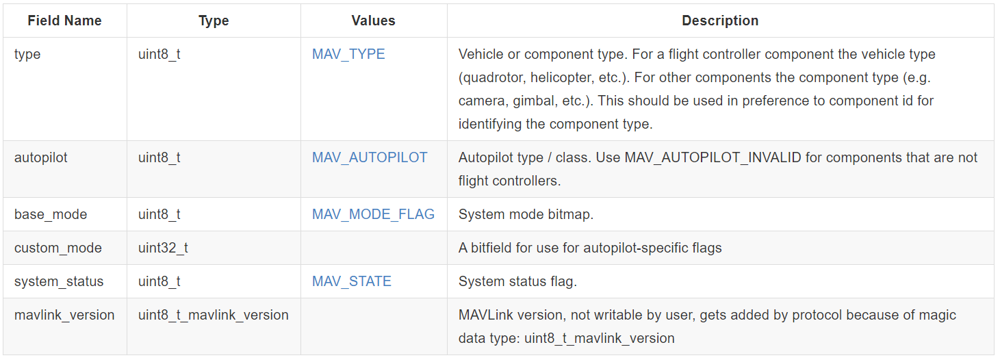 Field Name Type Values Description
type uint8_t MAV_TYPE Vehicle or component type. For a flight controller component the vehicle type
(quadrotor, helicopter, etc.). For other components the component type (e.g.
camera, gimbal, etc.). This should be used in preference to component id for
identifying the component type.
autopilot uint8_t MAV_AUTOPILOT Autopilot type / class. Use MAV_AUTOPILOT_INVALID for components that are not
flight controllers.
base_mode uint8_t MAV_MODE_FLAG System mode bitmap.
custom_mode uint32_t A bitfield for use for autopilot-specific flags
system_status uint8_t MAV_STATE System status flag.
mavlink_version uint8_t_mavlink_version MAVLink version, not writable by user, gets added by protocol because of magic
data type: uint8_t_mavlink_version